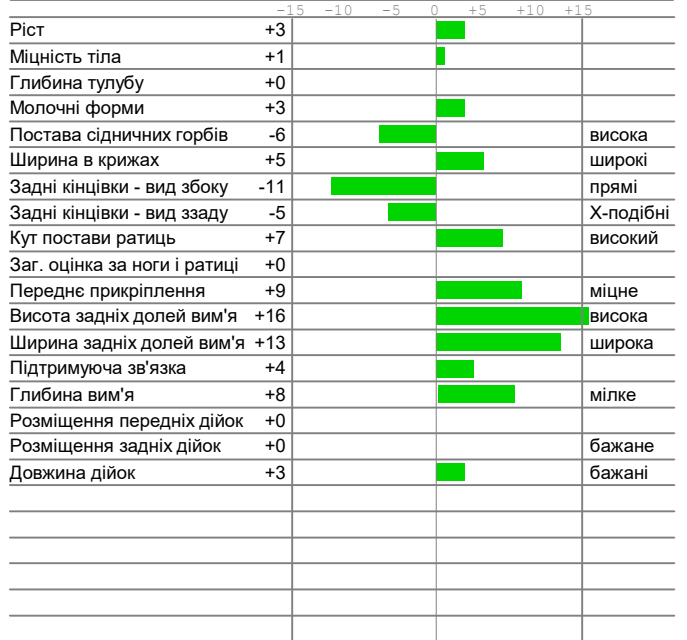 -15 -10 -5 0 +5 +10 +15
Ріст +3
Міцність тіла +1
Глибина тулубу +0
Молочні форми +3
Постава сідничних горбів -6 висока
Ширина в крижах +5 широкі
Задні кінцівки - вид збоку -11 прямі
Задні кінцівки - вид ззаду -5 Х-подібні
Кут постави ратиць +7 високий
Заг. оцінка за ноги і ратиці +0
Переднє прикріплення +9 міцне
Висота задніх долей вим'я +16 висока
Ширина задніх долей вим'я +13 широка
Підтримуюча зв'язка +4
Глибина вим'я +8 мілке
Розміщення передніх дійок +0
Розміщення задніх дійок +0 бажане
Довжина дійок +3 бажані